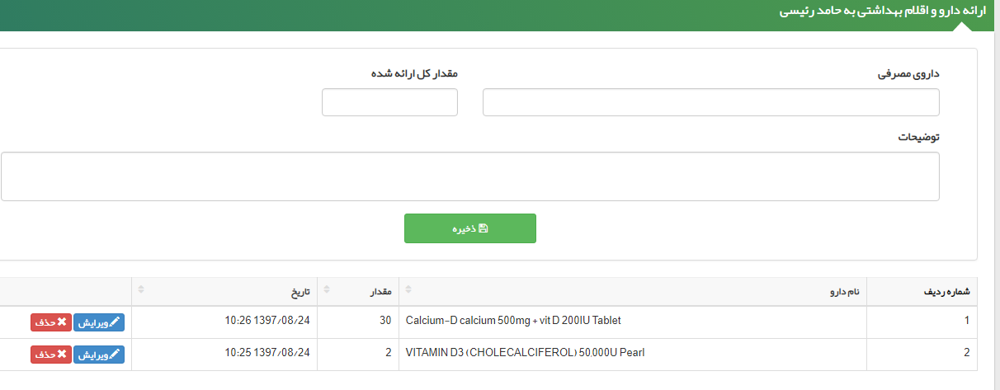 ارائه دارو و اقلام بهداشتی به حامد رئیسی
داروی مصرفی
مقدار کل ارائه شده
توضیحات
ذخیره
شماره ردیف نام دارو مقدار تاریخ
1 Calcium-D calcium 500mg + vit D 200IU Tablet 30 10:26 1397/08/24 ویرایش حذف
2 VITAMIN D3 (CHOLECALCIFEROL) 50,000U Pearl 2 10:25 1397/08/24 ویرایش حذف